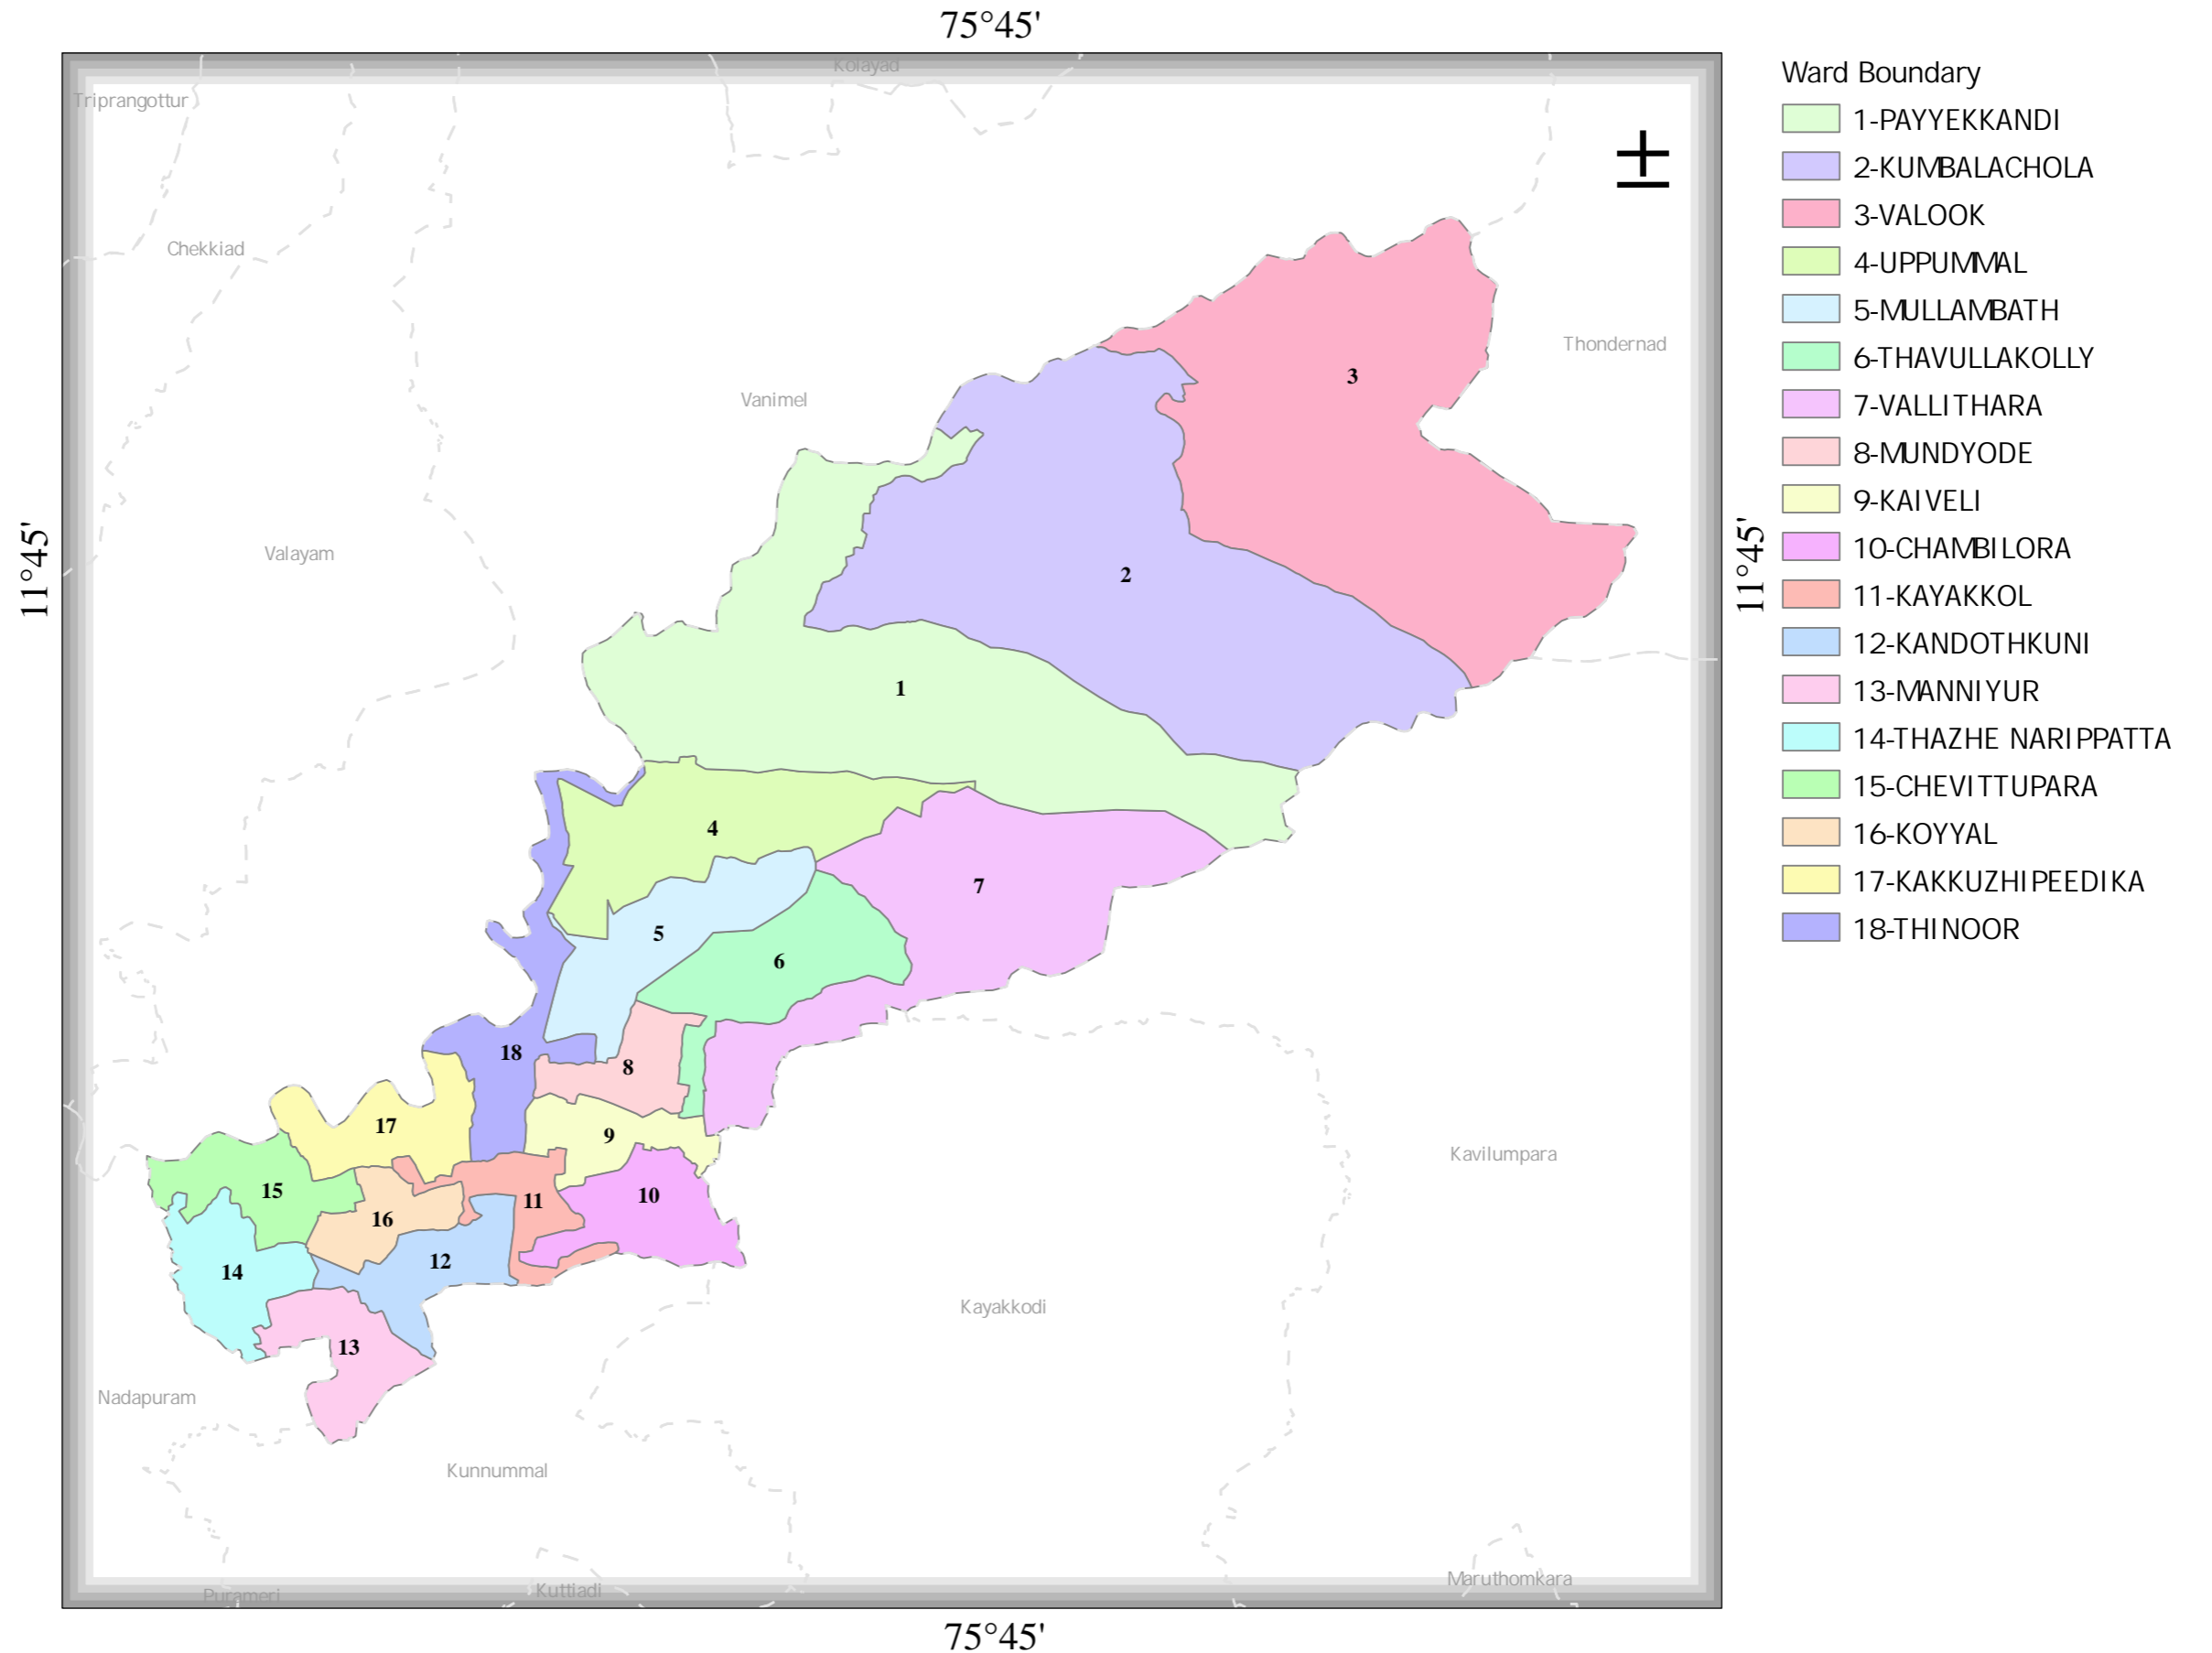 75°45'
Kolayad
Triprangottur
Chekkiad
Thondernad
Vanimel
Valayam
11°45'
11°45'
3
2
1
4
7
5
6
18
8
17
9
Kavilumpara
15
10
11
16
12
14
Kayakkodi
13
Nadapuram
Kunnummal
Maruthomkara
Kuttiadi
Purameri
75°45'
Ward Boundary
1-PAYYEKKANDI
2-KUMBALACHOLA
3-VALOOK
4-UPPUMMAL
5-MULLAMBATH
6-THAVULLAKOLLY
7-VALLITHARA
8-MUNDYODE
9-KAIVELI
10-CHAMBILORA
11-KAYAKKOL
12-KANDOTHKUNI
13-MANNIYUR
14-THAZHE NARIPPATTA
15-CHEVITTUPARA
16-KOYYAL
17-KAKKUZHIPEEDIKA
18-THINOOR